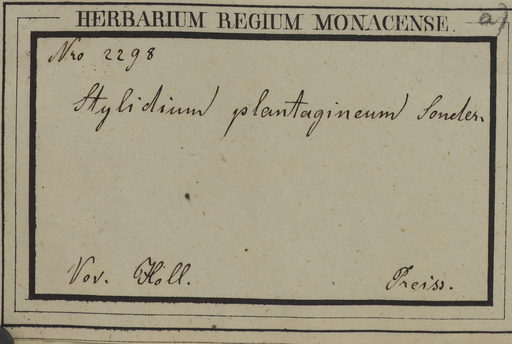 HERBARIUM REGIUM MONACENSE. a)
Nro 2298
Stylidium plantagineum Sonder.
Nov. Holl. Preiss.